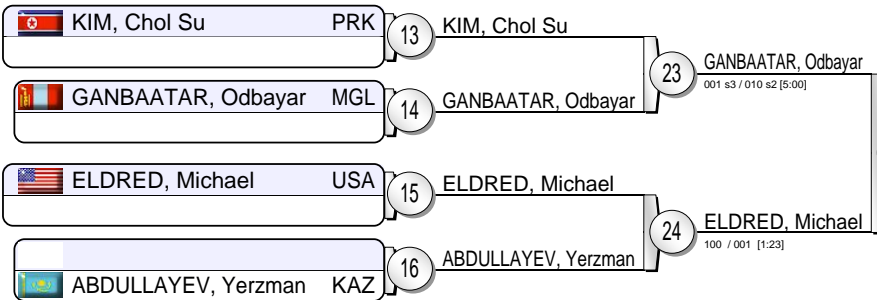 KIM, Chol Su PRK
13
KIM, Chol Su
GANBAATAR, Odbayar MGL
14
GANBAATAR, Odbayar
23
GANBAATAR, Odbayar
001 s3 / 010 s2 [5:00]
ELDRED, Michael USA
15
ELDRED, Michael
ABDULLAYEV, Yerzman KAZ
16
ABDULLAYEV, Yerzman
24
ELDRED, Michael
100 / 001 [1:23]